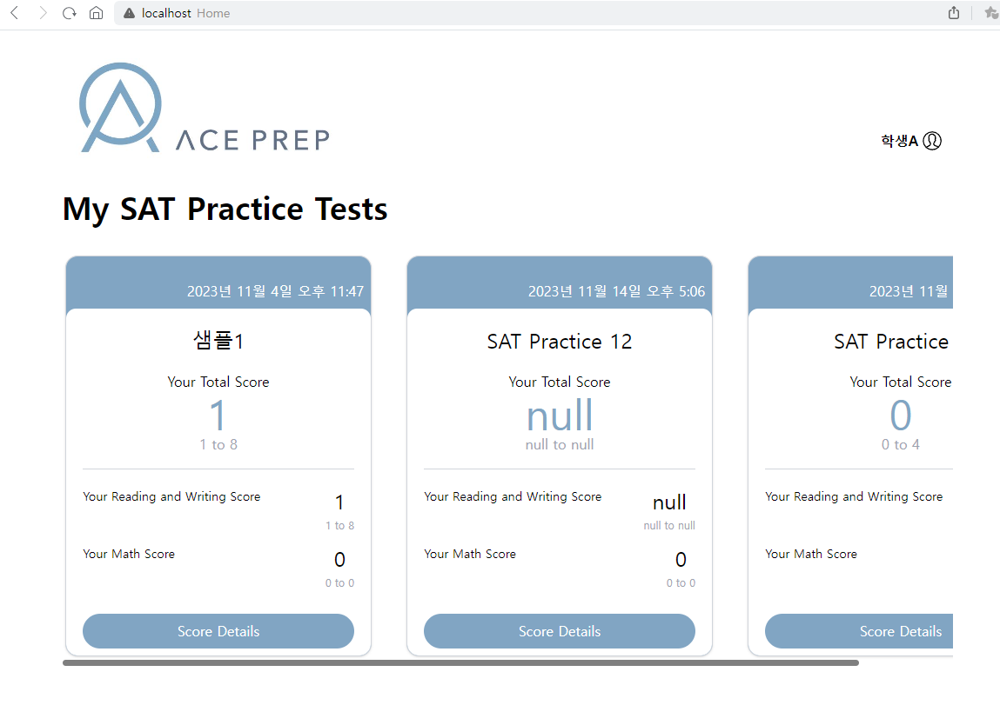 localhost Home
ACE PREP
학생A
My SAT Practice Tests
2023년 11월 4일 오후 11:47
샘플1
Your Total Score
1
1 to 8
Your Reading and Writing Score
1
1 to 8
Your Math Score
0
0 to 0
Score Details
2023년 11월 14일 오후 5:06
SAT Practice 12
Your Total Score
null
null to null
Your Reading and Writing Score
null
null to null
Your Math Score
0
0 to 0
Score Details
2023년 11월
SAT Practice
Your Total Score
0
0 to 4
Your Reading and Writing Score
Your Math Score
Score Details